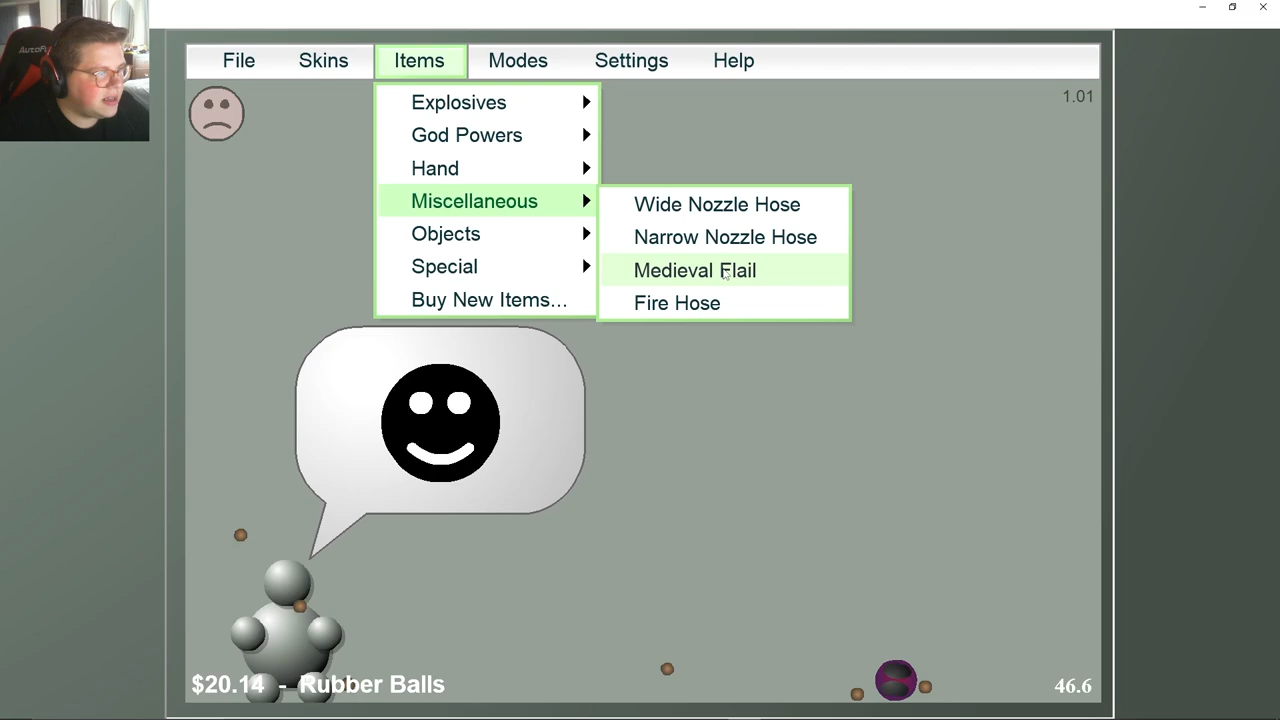 File Skins Items Modes Settings Help
1.01
Explosives
God Powers
Hand
Miscellaneous
Objects
Special
Buy New Items...
Wide Nozzle Hose
Narrow Nozzle Hose
Medieval Flail
Fire Hose
$20.14 - Rubber Balls
46.6